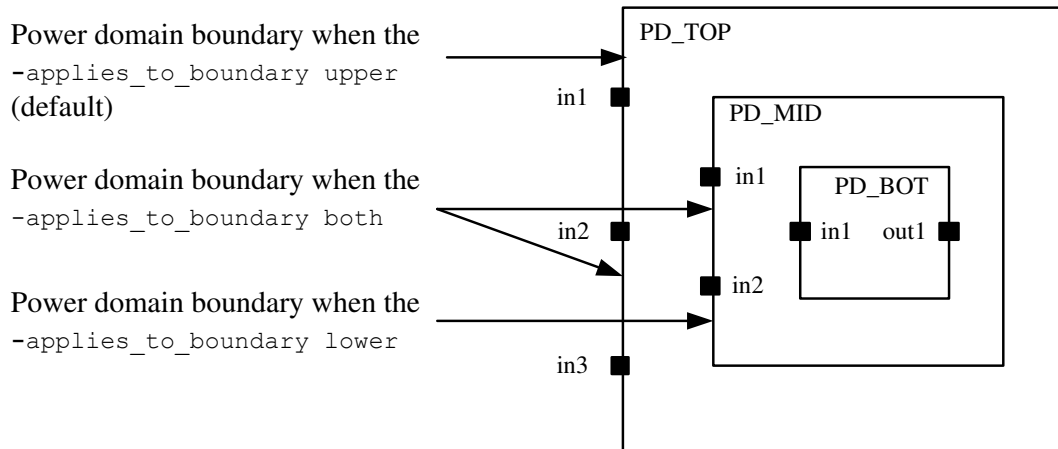 Power domain boundary when the
-applies_to_boundary upper
(default)
Power domain boundary when the
-applies_to_boundary both
Power domain boundary when the
-applies_to_boundary lower
PD_TOP
in1
in2
in3
PD_MID
in1
in2
PD_BOT
in1 out1